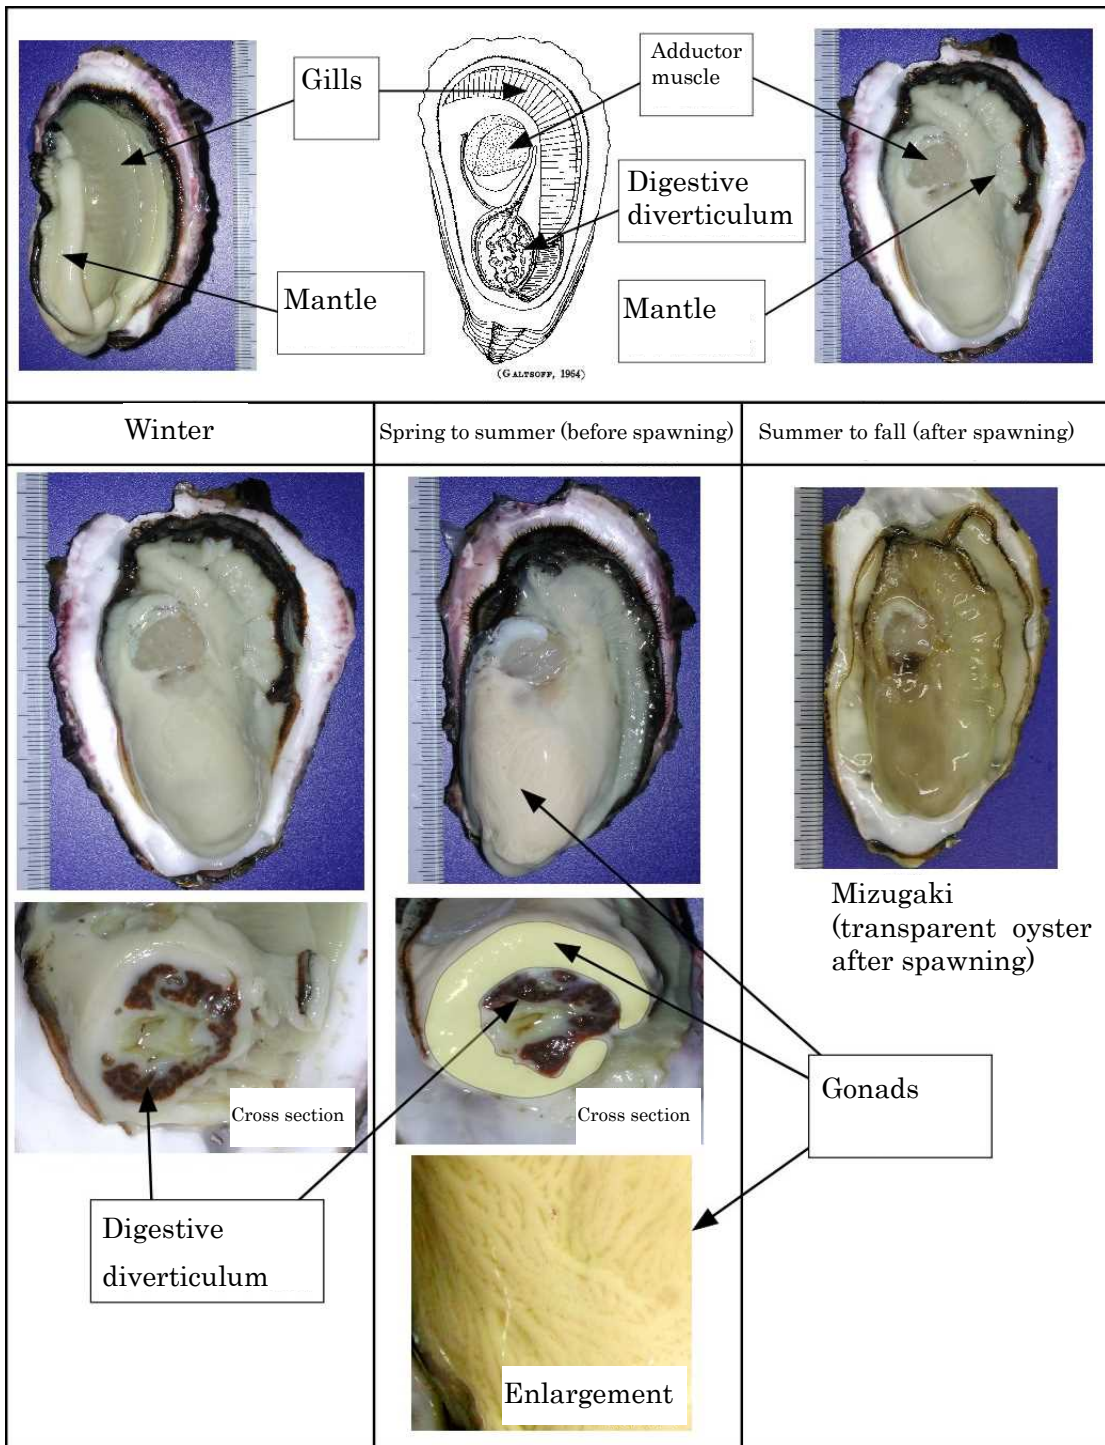 Gills
Adductor
muscle
Digestive
diverticulum
Mantle
Mantle
(GALTSOFF, 1964)
Winter
Spring to summer (before spawning)
Summer to fall (after spawning)
Mizugaki
(transparent oyster
after spawning)
Cross section
Cross section
Gonads
Digestive
diverticulum
Enlargement